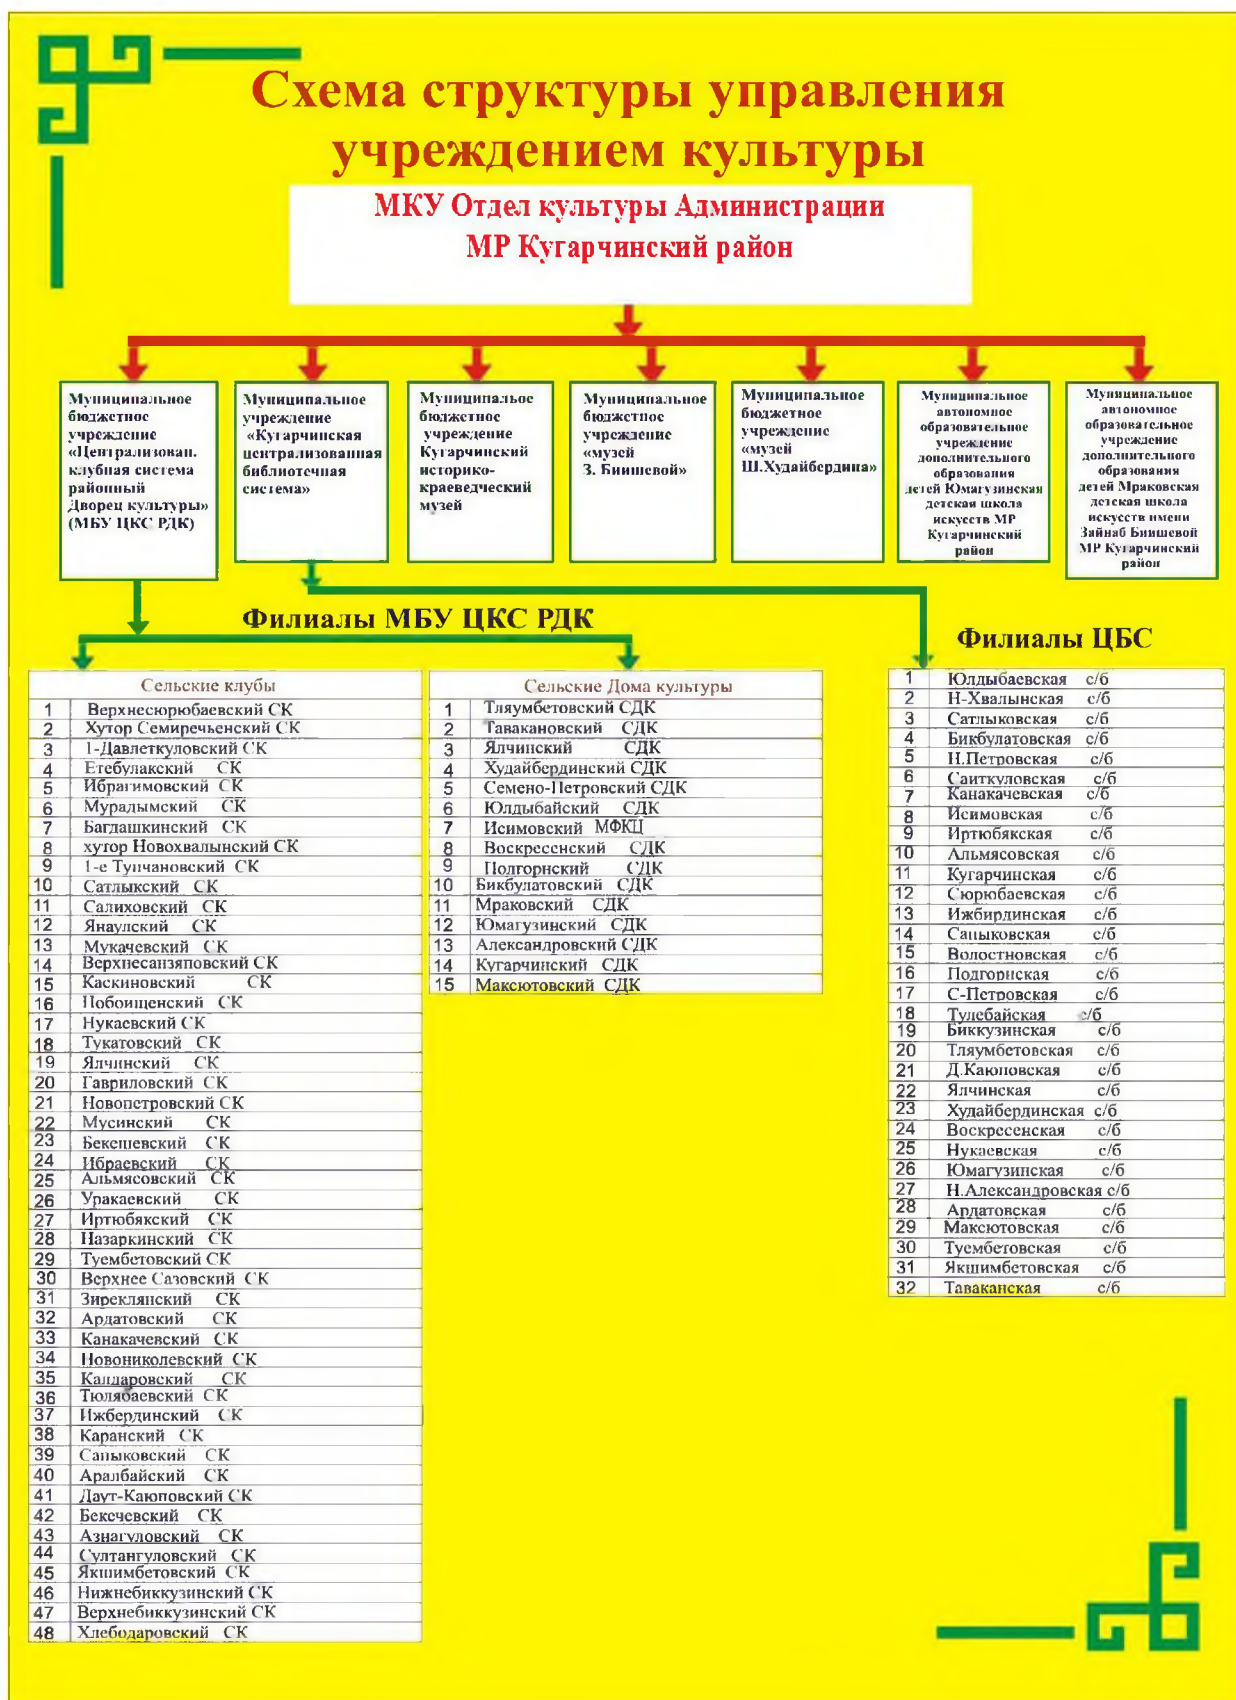 Схема структуры управления
учреждением культуры
МКУ Отдел культуры Администрации
МР Кугарчинский район
Муниципальное
бюджетное
учреждение
«Централизован.
клубная система
районный
Дворец культуры»
(МБУ ЦКС РДК)
Муниципальное
учреждение
«Кугарчинская
централизованная
библиотечная
система»
Муниципальное
бюджетное
учреждение
Кугарчинский
историко-
краеведческий
музей
Муниципальное
бюджетное
учреждение
«музей
З. Биишевой»
Муниципальное
бюджетное
учреждение
«музей
Ш.Худайбердина»
Муниципальное
автономное
образовательное
учреждение
дополнительного
образования
детей Юмагузинская
детская школа
искусств МР
Кугарчинский
район
Муниципальное
автономное
образовательное
учреждение
дополнительного
образования
детей Мраковская
детская школа
искусств имени
Зайнаб Биишевой
МР Кугарчинский
район
Филиалы МБУ ЦКС РДК
Сельские клубы
1 Верхнесюрюбаевский СК
2 Хутор Семиречьенский СК
3 1-Давлеткуловский СК
4 Етебулакский СК
5 Ибрагимовский СК
6 Мурадымский СК
7 Багдашкинский СК
8 хутор Новохвалынский СК
9 1-е Тупчановский СК
10 Сатлыкский СК
11 Салиховский СК
12 Янаулский СК
13 Мукачевский СК
14 Верхнесанзяповский СК
15 Каскиновский СК
16 Побоищенский СК
17 Нукаевский СК
18 Тукатовский СК
19 Ялчинский СК
20 Гавриловский СК
21 Новопетровский СК
22 Мусинский СК
23 Бекешевский СК
24 Ибраевский СК
25 Альмясовский СК
26 Уракаевский СК
27 Иртюбякский СК
28 Назаркинский СК
29 Туембетовский СК
30 Верхнее Сазовский СК
31 Зиреклянский СК
32 Ардатовский СК
33 Канакачевский СК
34 Новониколевский СК
35 Калдаровский СК
36 Тюлябаевский СК
37 Ижбердинский СК
38 Каранский СК
39 Сапыковский СК
40 Аралбайский СК
41 Даут-Каюповский СК
42 Бекечевский СК
43 Азнагуловский СК
44 Султангуловский СК
45 Якшимбетовский СК
46 Нижнебиккузинский СК
47 Верхнебиккузинский СК
48 Хлебодаровский СК
Сельские Дома культуры
1 Тляумбетовский СДК
2 Тавакановский СДК
3 Ялчинский СДК
4 Худайбердинский СДК
5 Семено-Петровский СДК
6 Юлдыбайский СДК
7 Исимовский МФКЦ
8 Воскресенский СДК
9 Подгорнский СДК
10 Бикбулатовский СДК
11 Мраковский СДК
12 Юмагузинский СДК
13 Александровский СДК
14 Кугарчинский СДК
15 Максютовский СДК
Филиалы ЦБС
1 Юлдыбаевская с/б
2 Н-Хвалынская с/б
3 Сатлыковская с/б
4 Бикбулатовская с/б
5 Н.Петровская с/б
6 Саиткуловская с/б
7 Канакачевская с/б
8 Исимовская с/б
9 Иртюбякская с/б
10 Альмясовская с/б
11 Кугарчинская с/б
12 Сюрюбаевская с/б
13 Ижбирдинская с/б
14 Сапыковская с/б
15 Волостновская с/б
16 Подгорнская с/б
17 С-Петровская с/б
18 Тулебайская с/б
19 Биккузинская с/б
20 Тляумбетовская с/б
21 Д.Каюповская с/б
22 Ялчинская с/б
23 Худайбердинская с/б
24 Воскресенская с/б
25 Нукаевская с/б
26 Юмагузинская с/б
27 Н.Александровская с/б
28 Ардатовская с/б
29 Максютовская с/б
30 Туембетовская с/б
31 Якшимбетовская с/б
32 Таваканская с/б